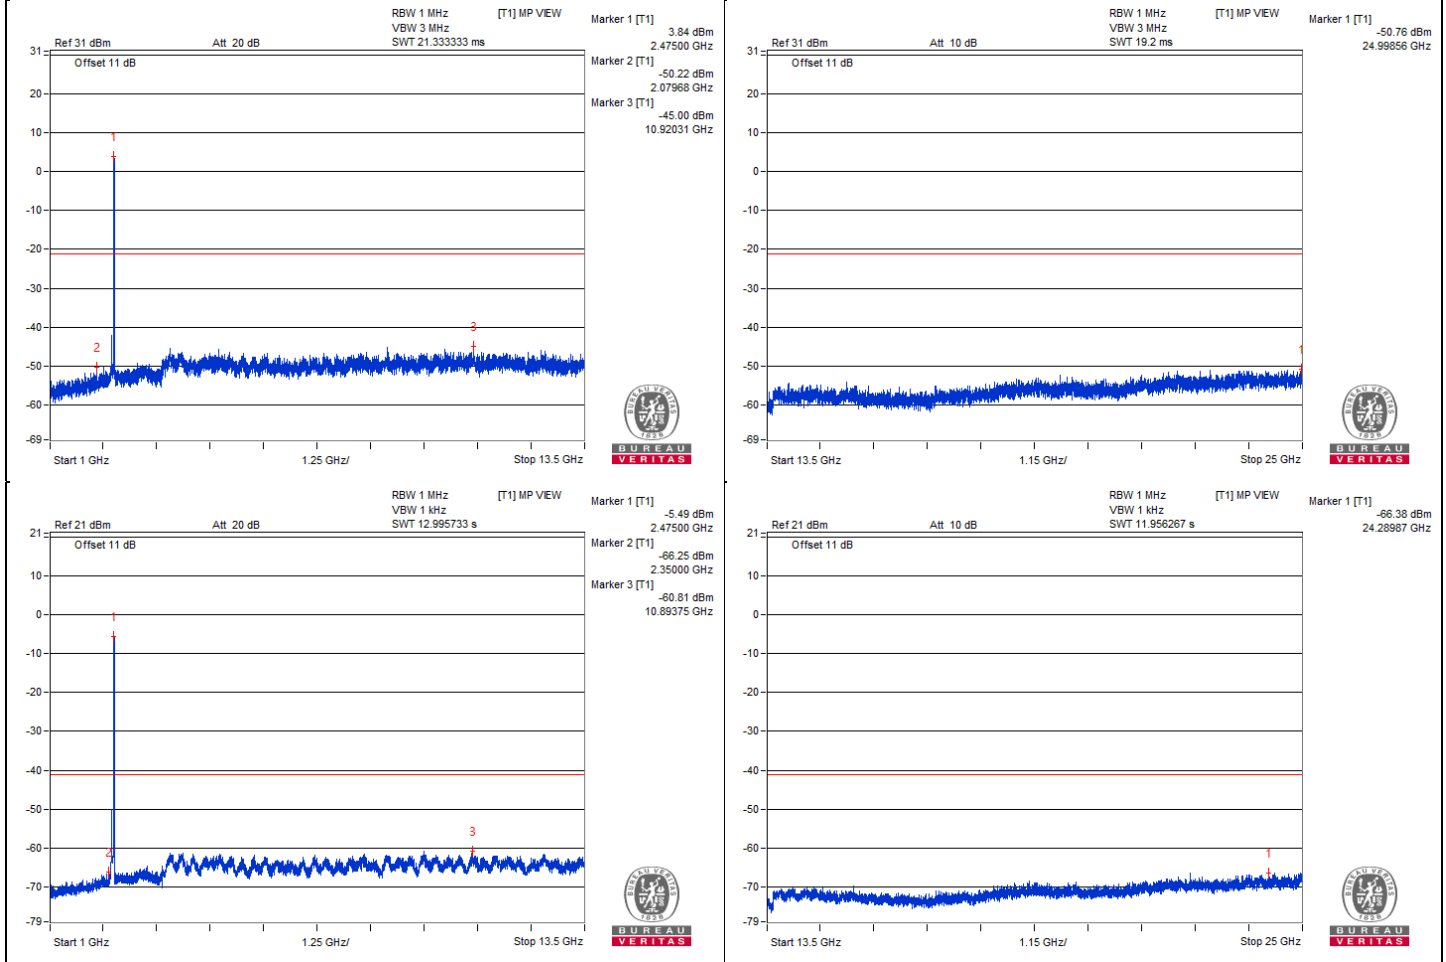 RBW 1 MHz [T1] MP VIEW
VBW 3 MHz
Ref 31 dBm Att 20 dB SWT 21.333333 ms
Marker 1 [T1]
3.84 dBm
2.47500 GHz
Marker 2 [T1]
-50.22 dBm
2.07968 GHz
Marker 3 [T1]
-45.00 dBm
10.92031 GHz
Offset 11 dB
31
20
10
0
-10
-20
-30
-40
-50
-60
-69
1
2
3
Start 1 GHz 1.25 GHz/ Stop 13.5 GHz
BUREAU VERITAS
1828
BUREAU
VERITAS
RBW 1 MHz [T1] MP VIEW
VBW 3 MHz
Ref 31 dBm Att 10 dB SWT 19.2 ms
Marker 1 [T1]
-50.76 dBm
24.99856 GHz
Offset 11 dB
31
20
10
0
-10
-20
-30
-40
-50
-60
-69
1
Start 13.5 GHz 1.15 GHz/ Stop 25 GHz
BUREAU VERITAS
1828
BUREAU
VERITAS
RBW 1 MHz [T1] MP VIEW
VBW 1 kHz
Ref 21 dBm Att 20 dB SWT 12.995733 s
Marker 1 [T1]
-5.49 dBm
2.47500 GHz
Marker 2 [T1]
-66.25 dBm
2.35000 GHz
Marker 3 [T1]
-60.81 dBm
10.89375 GHz
Offset 11 dB
21
10
0
-10
-20
-30
-40
-50
-60
-70
-79
1
2
3
Start 1 GHz 1.25 GHz/ Stop 13.5 GHz
BUREAU VERITAS
1828
BUREAU
VERITAS
RBW 1 MHz [T1] MP VIEW
VBW 1 kHz
Ref 21 dBm Att 10 dB SWT 11.956267 s
Marker 1 [T1]
-66.38 dBm
24.28987 GHz
Offset 11 dB
21
10
0
-10
-20
-30
-40
-50
-60
-70
-79
1
Start 13.5 GHz 1.15 GHz/ Stop 25 GHz
BUREAU VERITAS
1828
BUREAU
VERITAS